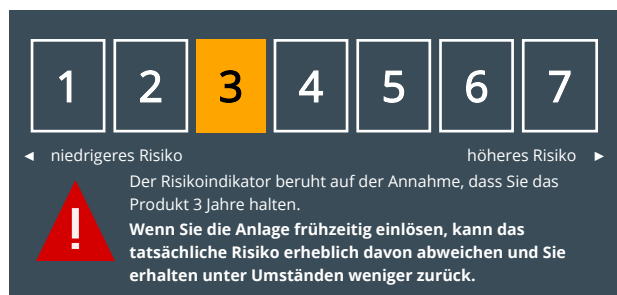 1 2 3 4 5 6 7
◄ niedrigeres Risiko höheres Risiko ►
Der Risikoindikator beruht auf der Annahme, dass Sie das
Produkt 3 Jahre halten.
Wenn Sie die Anlage frühzeitig einlösen, kann das
tatsächliche Risiko erheblich davon abweichen und Sie
erhalten unter Umständen weniger zurück.
!